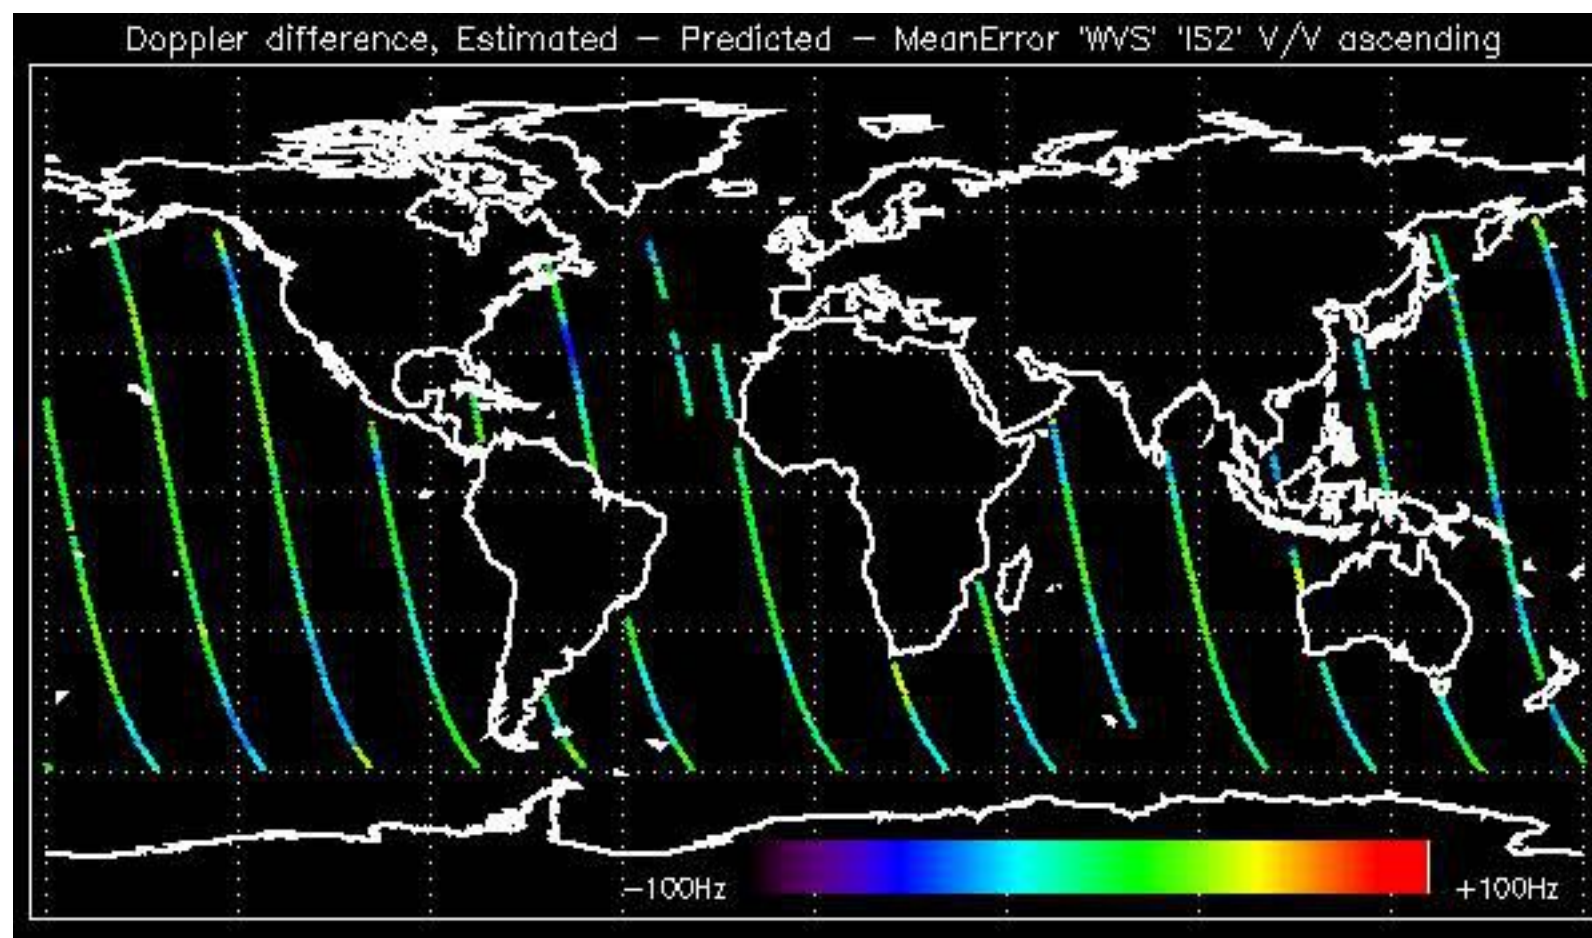 Doppler difference, Estimated - Predicted - MeanError 'WVS' 'IS2' V/V ascending
-100Hz
+100Hz